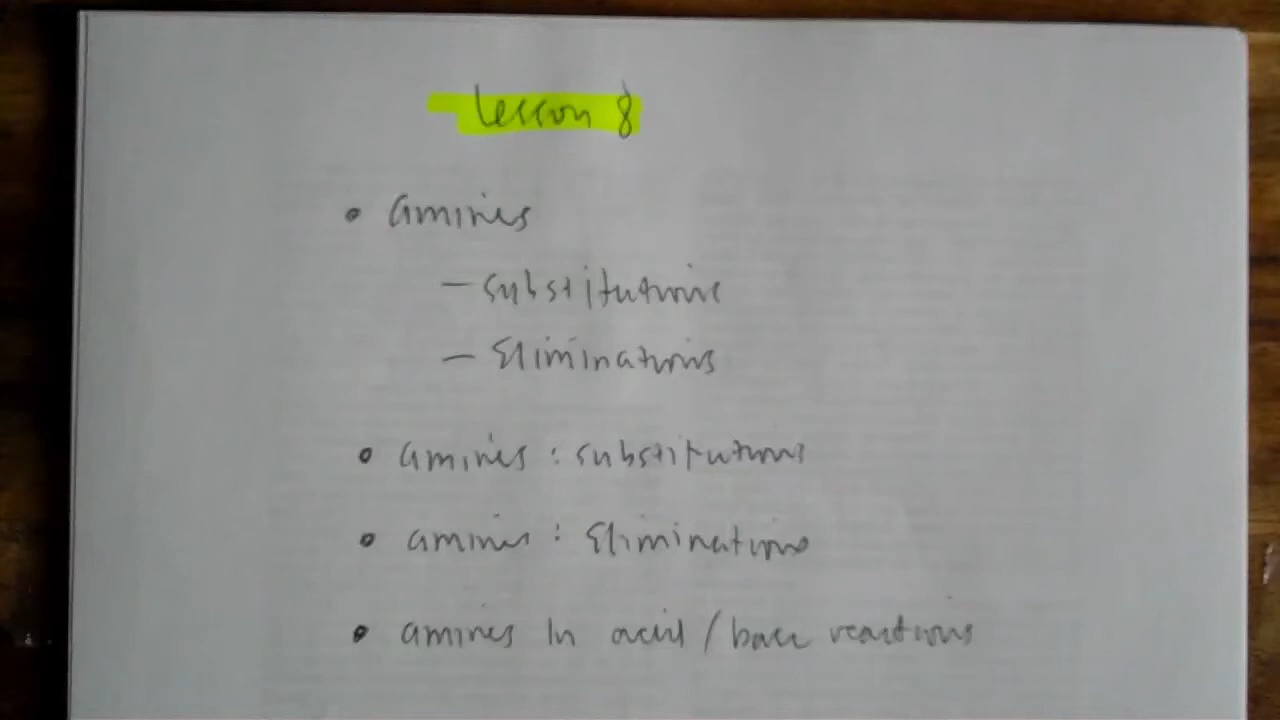 Lesson 8
• amines
– substitutions
– Eliminations
• amines : substitutions
• amines : Eliminations
• amines in acid / base reactions